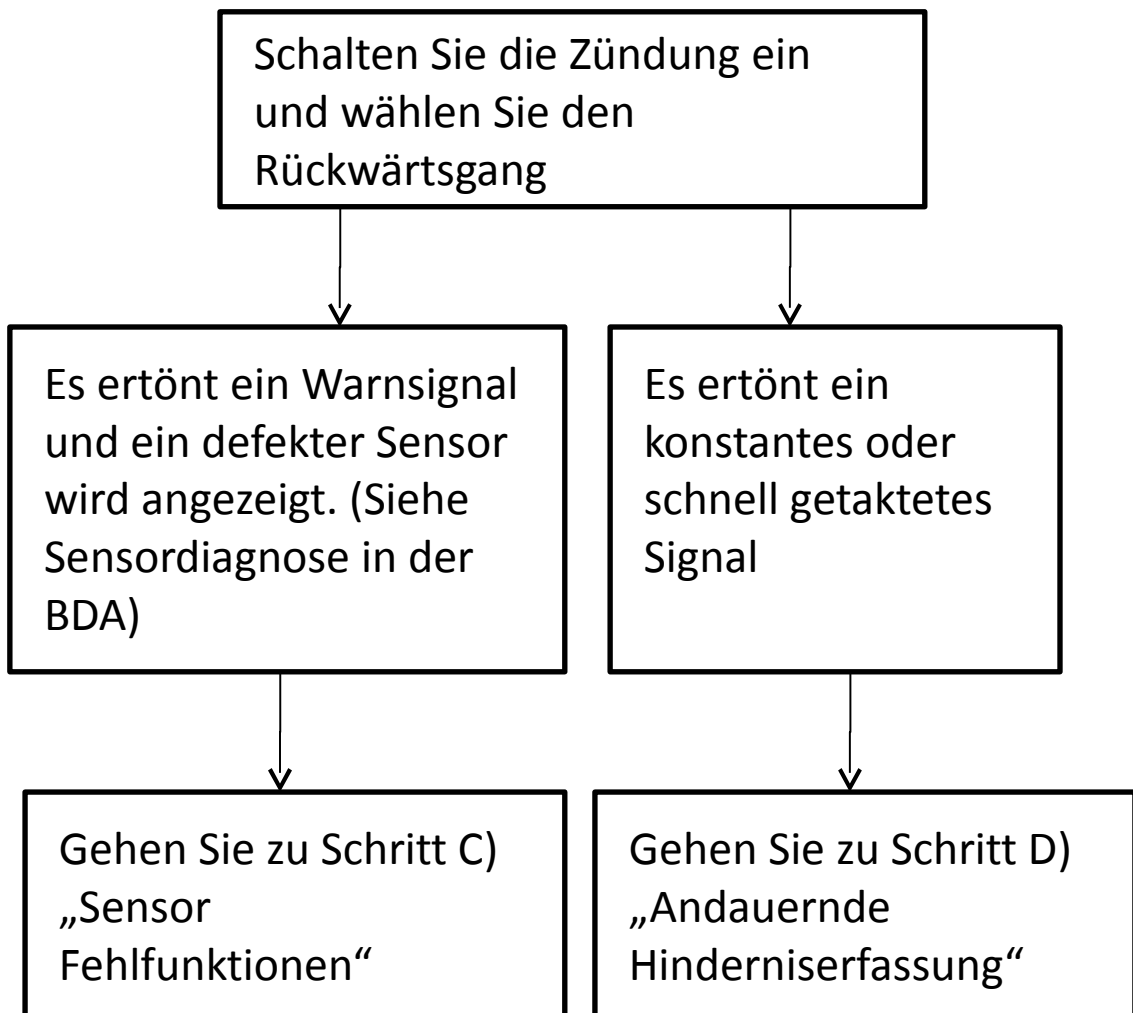 Schalten Sie die Zündung ein
und wählen Sie den
Rückwärtsgang
Es ertönt ein Warnsignal
und ein defekter Sensor
wird angezeigt. (Siehe
Sensordiagnose in der
BDA)
Es ertönt ein
konstantes oder
schnell getaktetes
Signal
Gehen Sie zu Schritt C)
„Sensor
Fehlfunktionen“
Gehen Sie zu Schritt D)
„Andauernde
Hinderniserfassung“